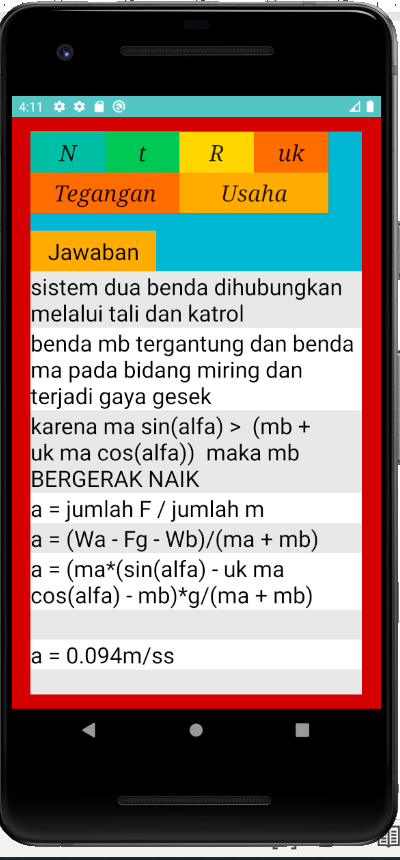 4:11
N t R uk
Tegangan Usaha
Jawaban
sistem dua benda dihubungkan
melalui tali dan katrol
benda mb tergantung dan benda
ma pada bidang miring dan
terjadi gaya gesek
karena ma sin(alfa) > (mb +
uk ma cos(alfa)) maka mb
BERGERAK NAIK
a = jumlah F / jumlah m
a = (Wa - Fg - Wb)/(ma + mb)
a = (ma*(sin(alfa) - uk ma
cos(alfa) - mb)*g/(ma + mb)
a = 0.094m/ss